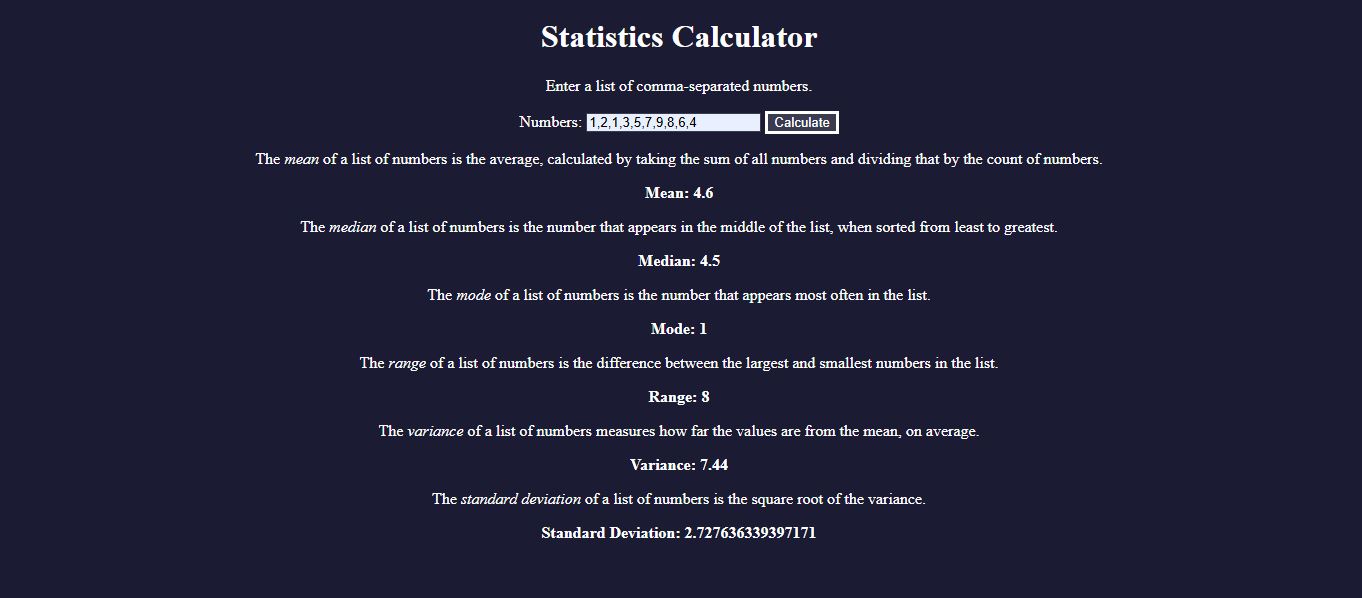 Statistics Calculator
Enter a list of comma-separated numbers.
Numbers: 1,2,1,3,5,7,9,8,6,4 Calculate
The mean of a list of numbers is the average, calculated by taking the sum of all numbers and dividing that by the count of numbers.
Mean: 4.6
The median of a list of numbers is the number that appears in the middle of the list, when sorted from least to greatest.
Median: 4.5
The mode of a list of numbers is the number that appears most often in the list.
Mode: 1
The range of a list of numbers is the difference between the largest and smallest numbers in the list.
Range: 8
The variance of a list of numbers measures how far the values are from the mean, on average.
Variance: 7.44
The standard deviation of a list of numbers is the square root of the variance.
Standard Deviation: 2.727636339397171